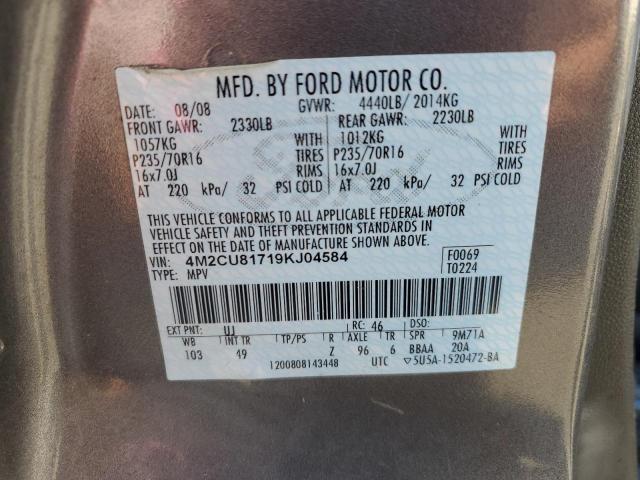 MFD. BY FORD MOTOR CO.
DATE: 08/08 GVWR: 4440LB/ 2014KG
FRONT GAWR: 2330LB REAR GAWR: 2230LB
1057KG WITH 1012KG WITH
P235/70R16 TIRES P235/70R16 TIRES
16x7.0J RIMS 16x7.0J RIMS
AT 220 kPa/ 32 PSI COLD AT 220 kPa/ 32 PSI COLD
THIS VEHICLE CONFORMS TO ALL APPLICABLE FEDERAL MOTOR
VEHICLE SAFETY AND THEFT PREVENTION STANDARDS IN
EFFECT ON THE DATE OF MANUFACTURE SHOWN ABOVE.
VIN: 4M2CU81719KJ04584 F0069
TYPE: MPV T0224
EXT PNT: UJ RC: 46 DSO:
WB INT TR TP/PS R AXLE TR SPR 9M71A
103 49 Z 96 6 BBAA 20A
1200808143448 UTC ▽5U5A-1520472-BA